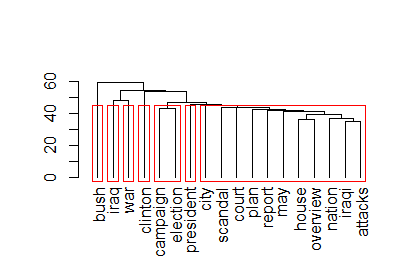 60
40
20
0
bush
iraq
war
clinton
campaign
election
president
city
scandal
court
plan
report
may
house
overview
nation
iraqi
attacks